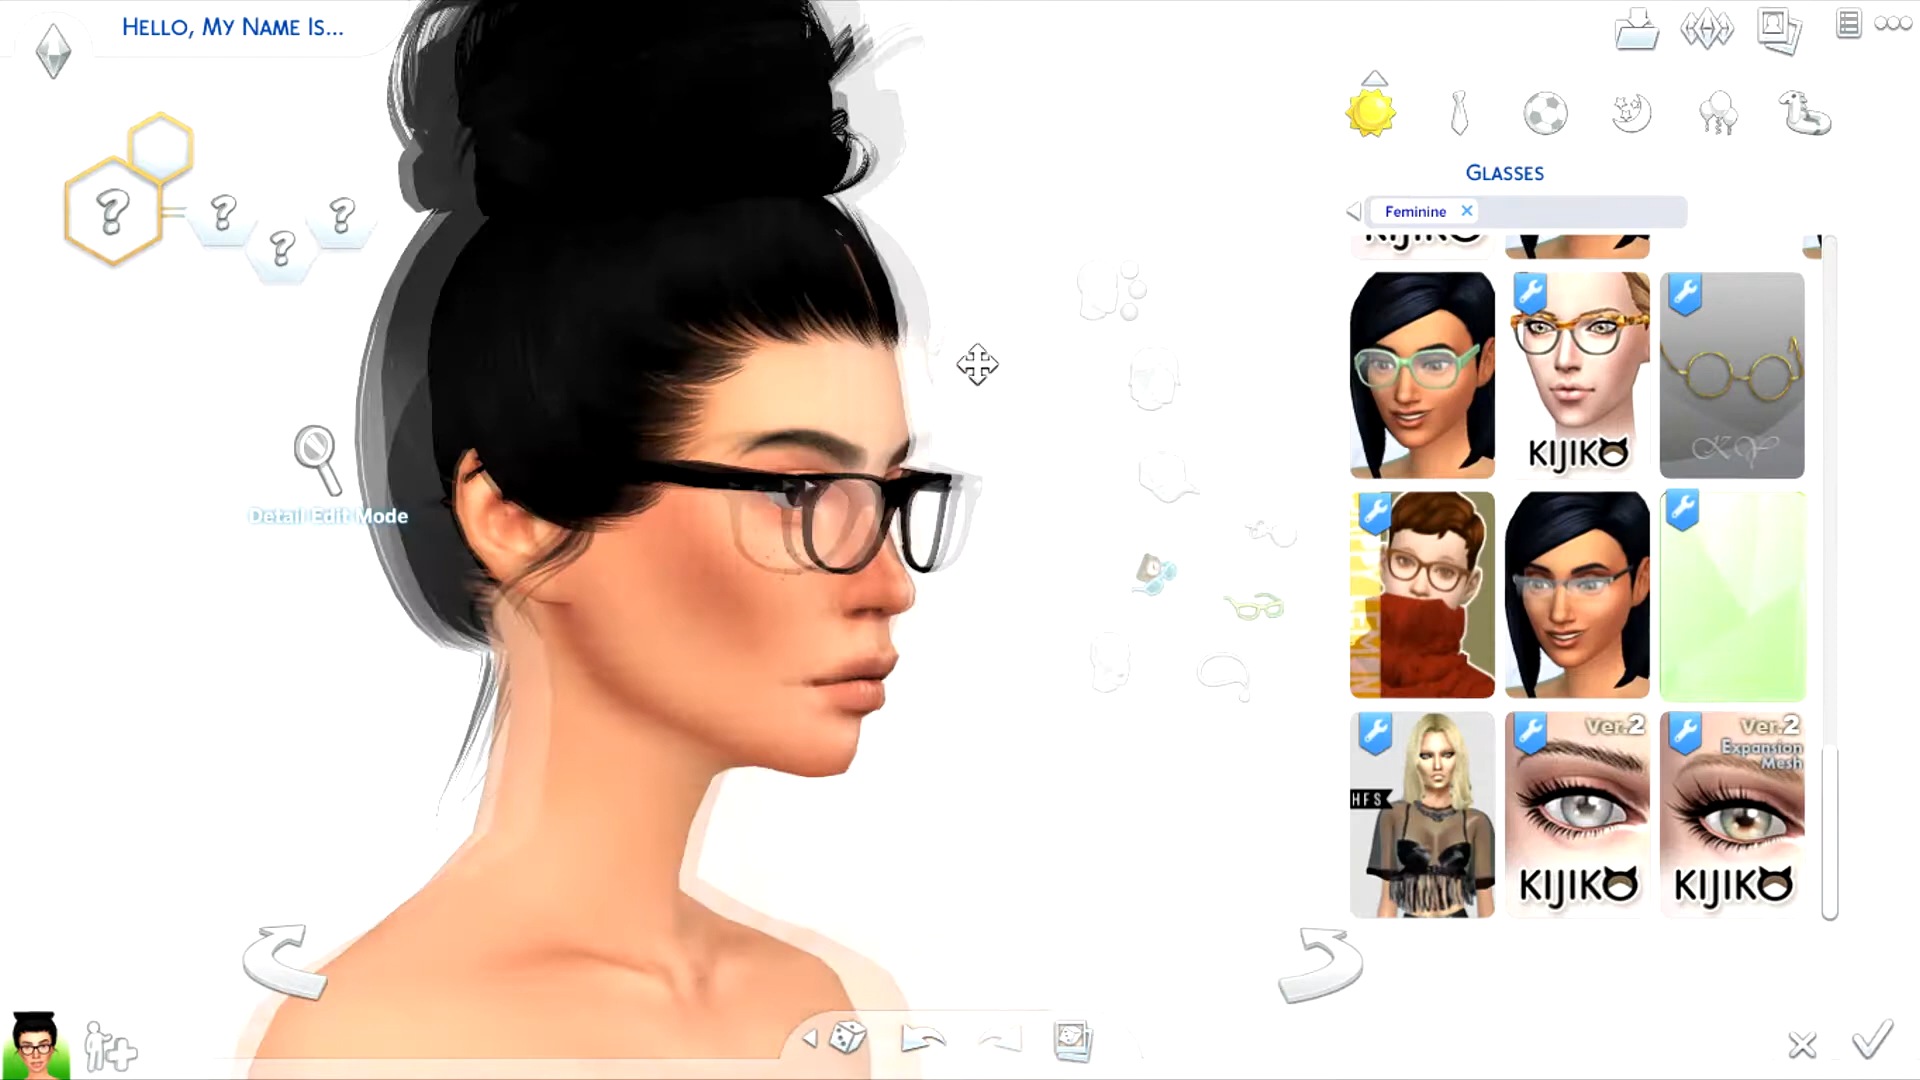 Hello, My Name Is...
Glasses
Feminine
KIJIKO
KIJIKO
K-Y
Detail Edit Mode
HFS
Ver.2
KIJIKO
Ver.2
Expansion
Mesh
KIJIKO